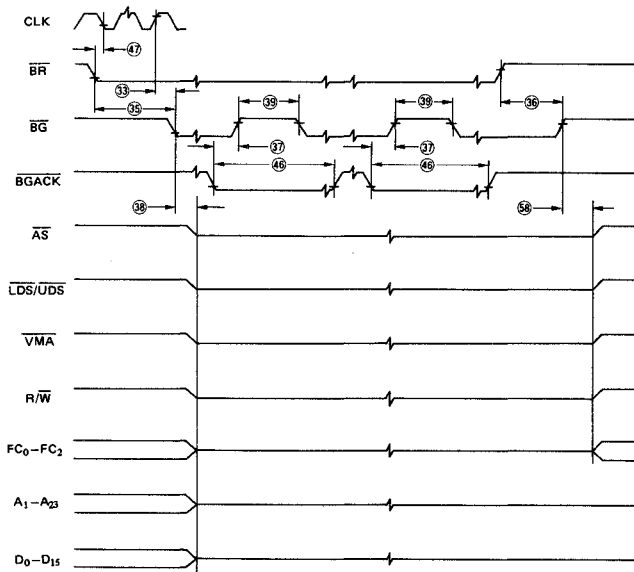 CLK
㊼
BR
㉝
㉟
㊴
㊴
㊱
BG
㊲
㊲
㊻
㊻
BGACK
㊳
58
AS
LDS/UDS
VMA
R/W
FC₀–FC₂
A₁–A₂₃
D₀–D₁₅